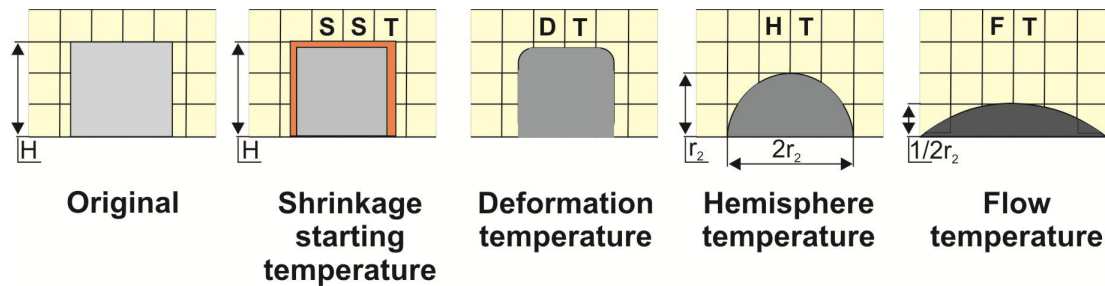 S S T
D T
H T
F T
H
H
r₂
2r₂
1/2r₂
Original
Shrinkage
starting
temperature
Deformation
temperature
Hemisphere
temperature
Flow
temperature